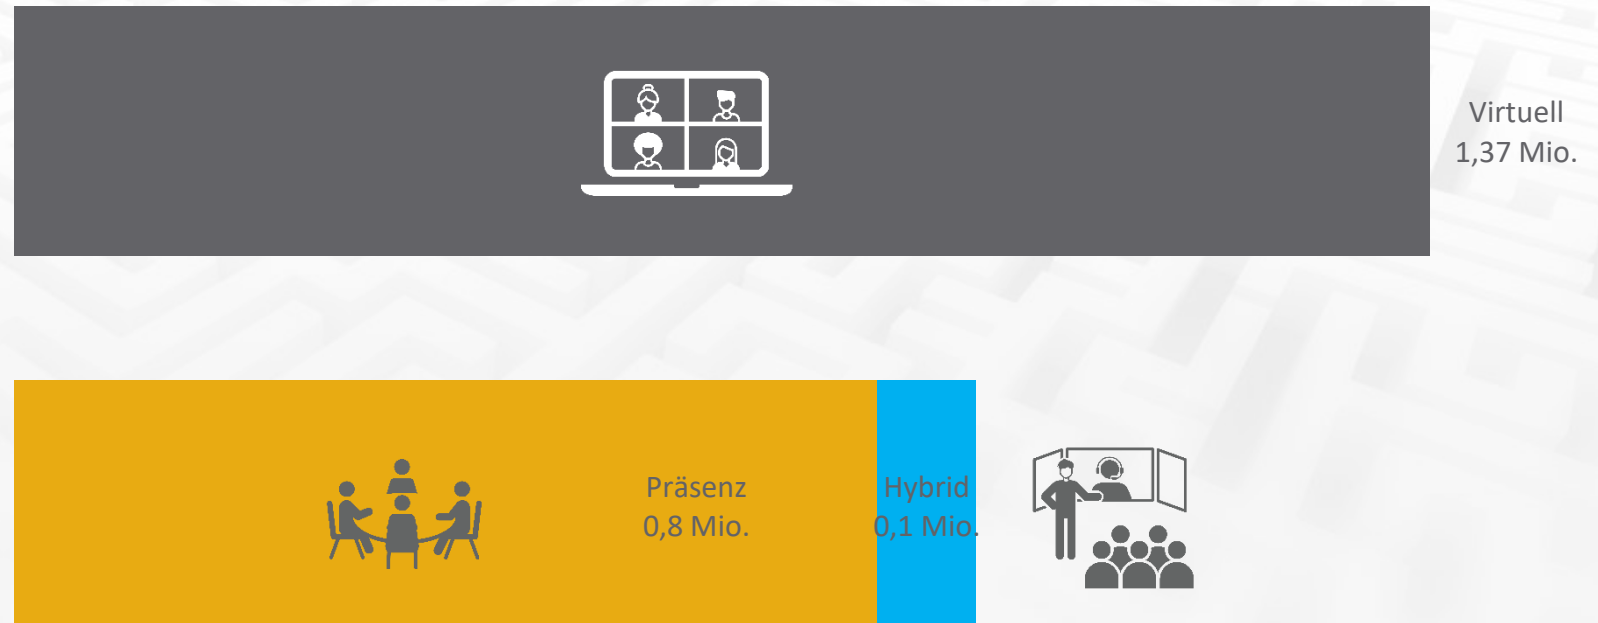 Virtuell
1,37 Mio.
Präsenz
0,8 Mio.
Hybrid
0,1 Mio.